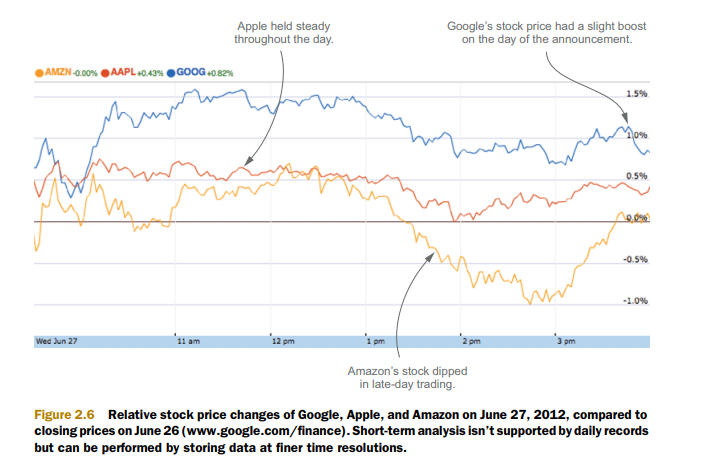 Apple held steady
throughout the day.
Google's stock price had a slight boost
on the day of the announcement.
AMZN -0.00% AAPL +0.43% GOOG +0.82%
1.5%
1.0%
0.5%
0.0%
-0.5%
-1.0%
Wed Jun 27 11 am 12 pm 1 pm 2 pm 3 pm
Amazon's stock dipped
in late-day trading.
Figure 2.6 Relative stock price changes of Google, Apple, and Amazon on June 27, 2012, compared to
closing prices on June 26 (www.google.com/finance). Short-term analysis isn't supported by daily records
but can be performed by storing data at finer time resolutions.